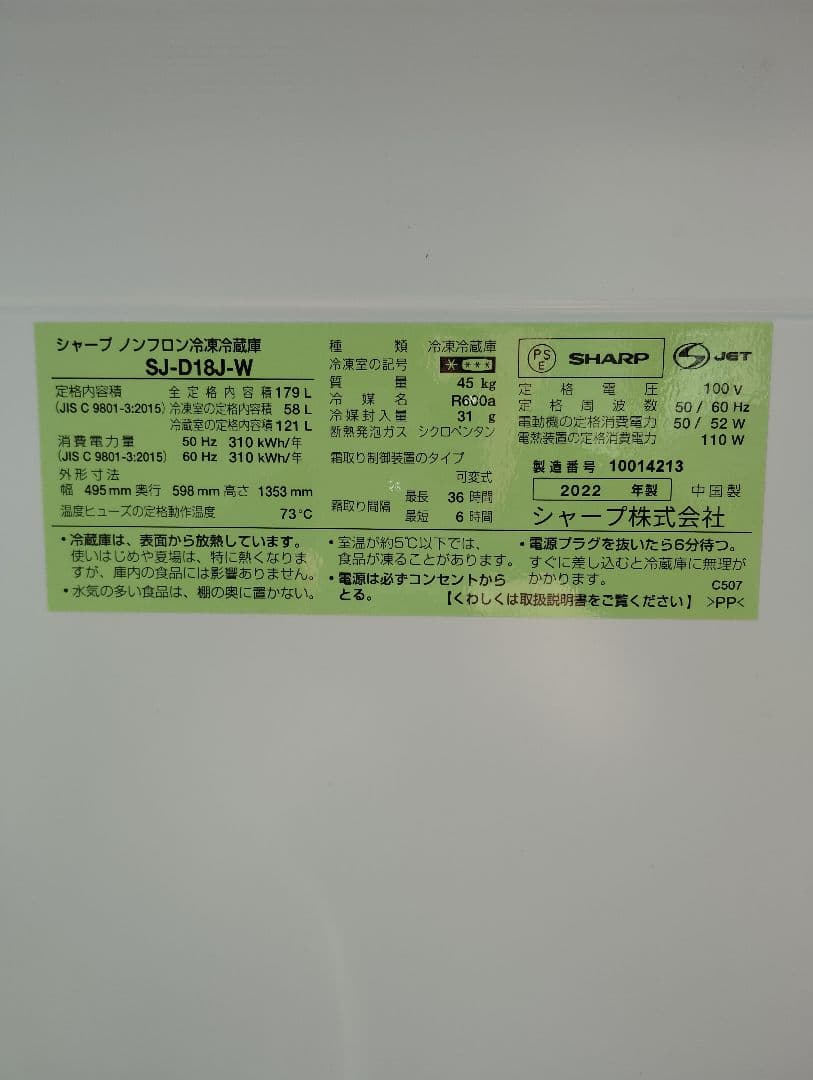 シャープ ノンフロン冷凍冷蔵庫
SJ-D18J-W
定格内容積 全定格内容積 179 L
(JIS C 9801-3:2015) 冷凍室の定格内容積 58 L
冷蔵室の定格内容積 121 L
消費電力量 50 Hz 310 kWh/年
(JIS C 9801-3:2015) 60 Hz 310 kWh/年
外形寸法
幅 495 mm 奥行 598 mm 高さ 1353 mm
温度ヒューズの定格動作温度 73℃
種類 冷凍冷蔵庫
冷凍室の記号 ****
質量 45 kg
冷媒名 R600a
冷媒封入量 31 g
断熱発泡ガス シクロペンタン
霜取り制御装置のタイプ
可変式
霜取り間隔 最長 36 時間
最短 6 時間
PSE SHARP JET
定格電圧 100 V
定格周波数 50 / 60 Hz
電動機の定格消費電力 50 / 52 W
電熱装置の定格消費電力 110 W
製造番号 10014213
2022 年製 中国製
シャープ株式会社
・冷蔵庫は、表面から放熱しています。
使いはじめや夏場は、特に熱くなりま
すが、庫内の食品には影響ありません。
・水気の多い食品は、棚の奥に置かない。
・室温が約5℃以下では、
食品が凍ることがあります。
・電源は必ずコンセントから
とる。
・電源プラグを抜いたら6分待つ。
すぐに差し込むと冷蔵庫に無理が
かかります。
C507
【くわしくは取扱説明書をご覧ください】 >PP<